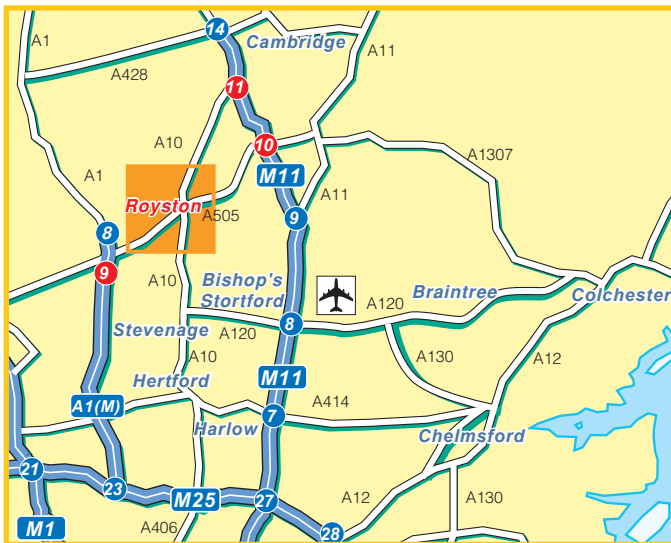 A1
14
Cambridge
A11
A428
11
A10
10
A1307
A1
M11
A11
Royston
A505
8
9
9
A10
Bishop's
Stortford
A120
Braintree
Colchester
Stevenage
A120
8
A10
A130
A12
Hertford
M11
A1(M)
7
A414
Harlow
Chelmsford
21
23
M25
27
A12
A130
M1
A406
28